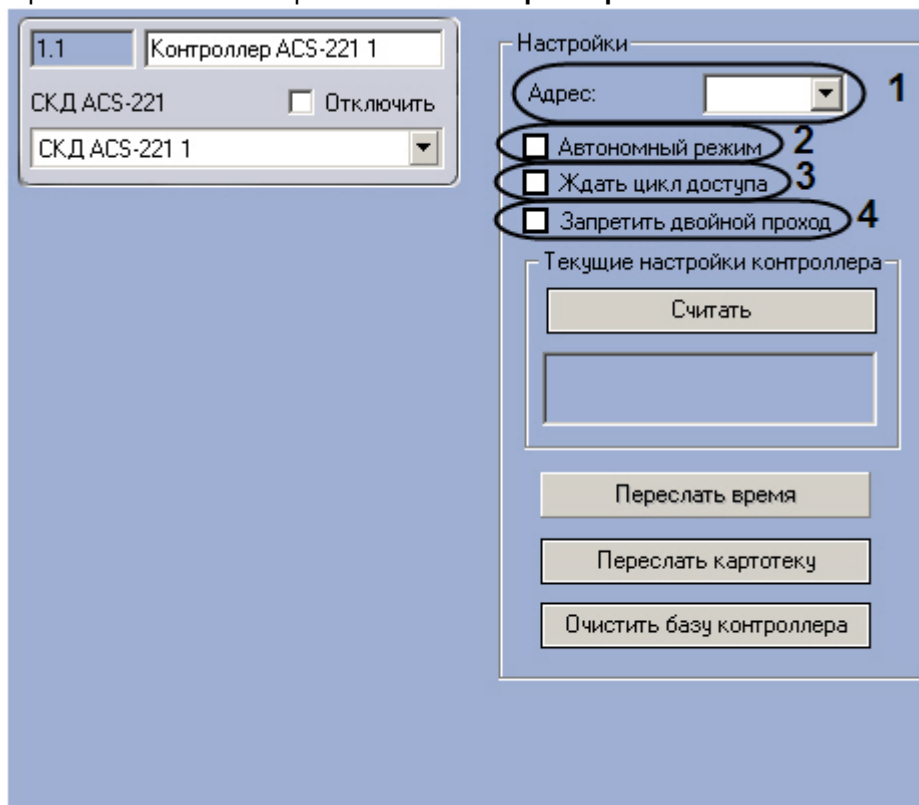 1.1
Контроллер ACS-221 1
СКД ACS-221
Отключить
СКД ACS-221 1
Настройки
Адрес:
1
Автономный режим
2
Ждать цикл доступа
3
Запретить двойной проход
4
Текущие настройки контроллера
Считать
Переслать время
Переслать картотеку
Очистить базу контроллера